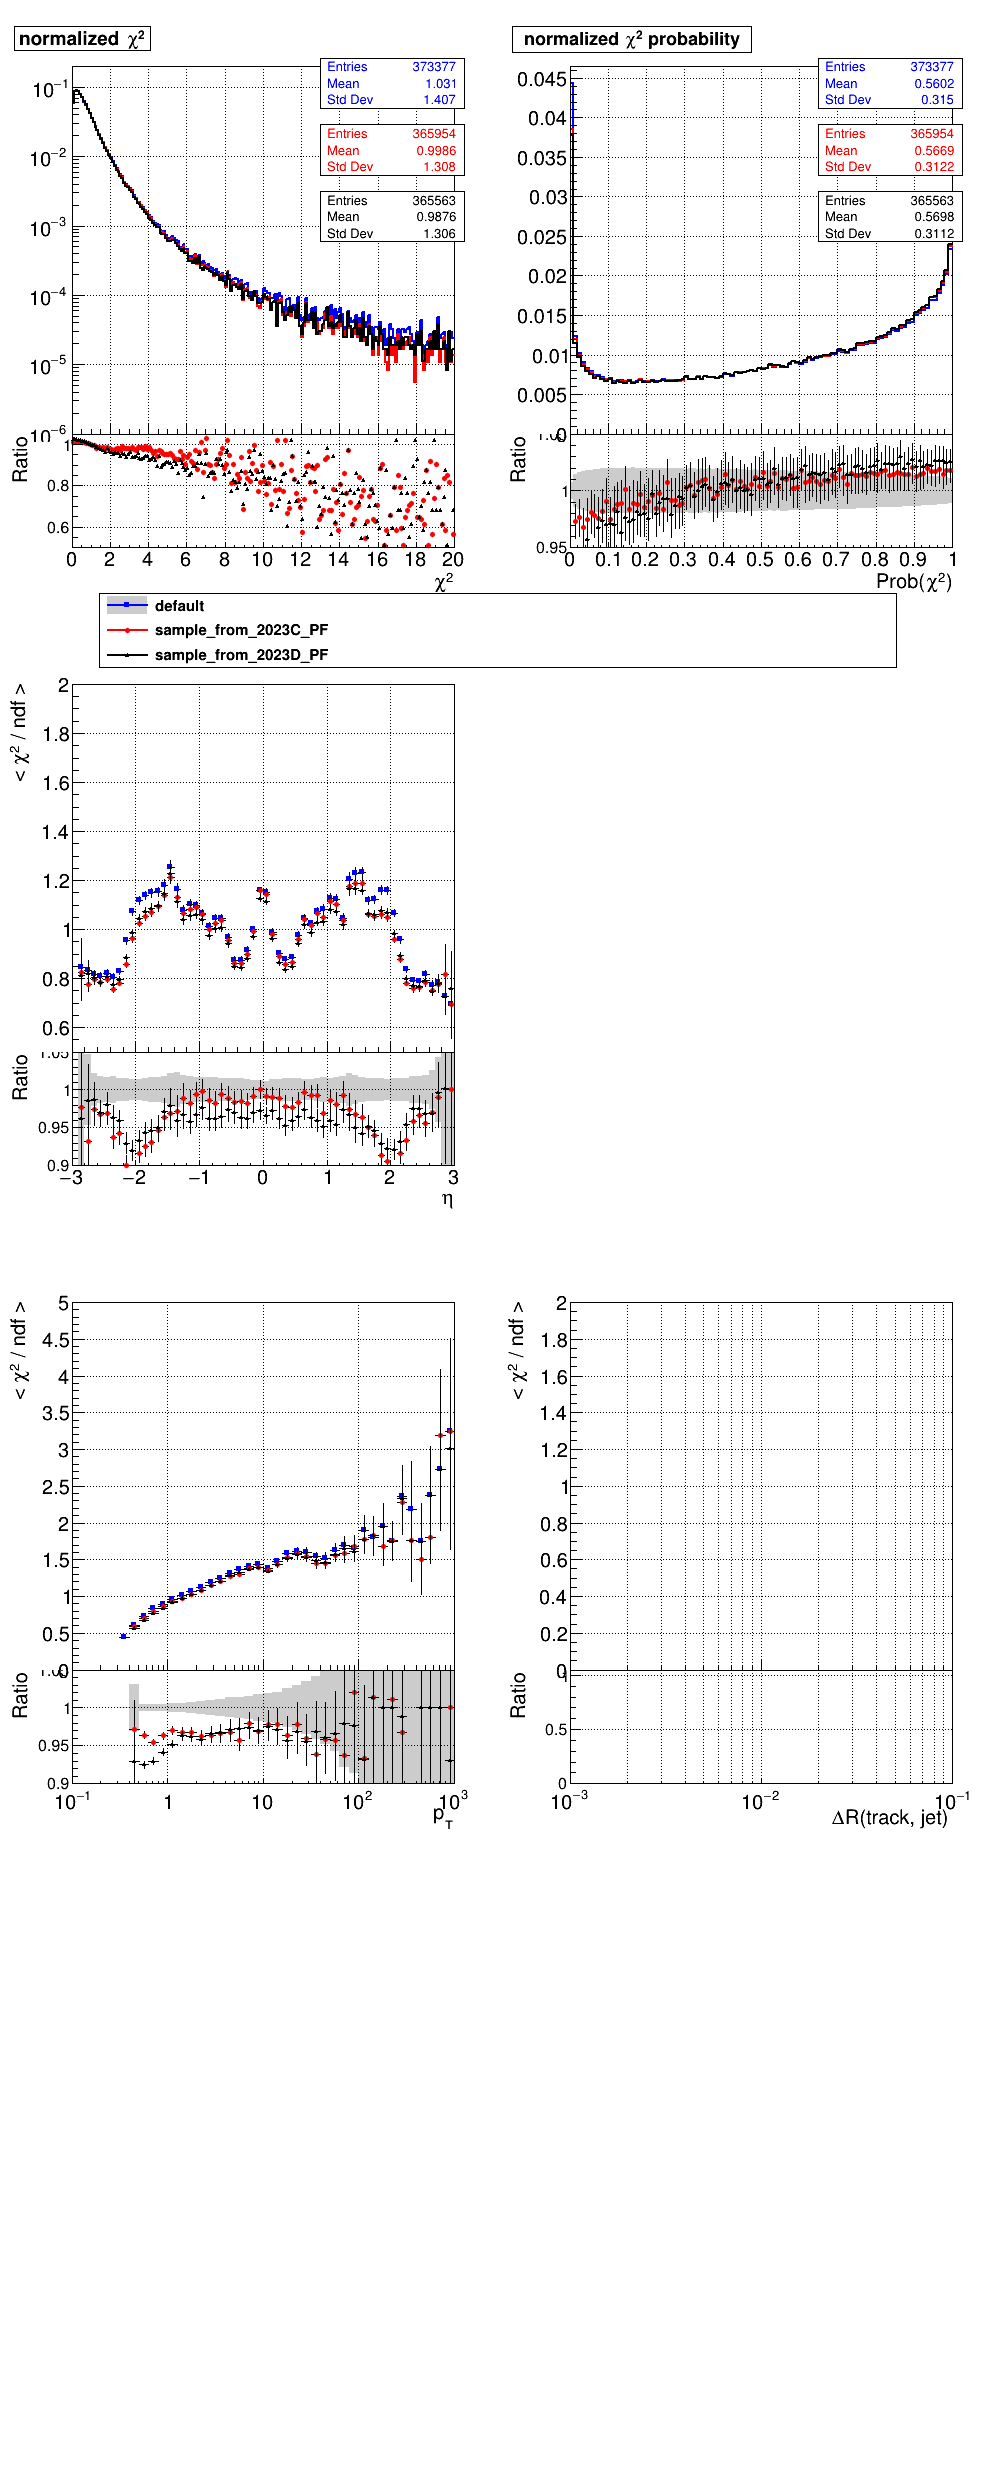 normalized χ²
Entries 373377
Mean 1.031
Std Dev 1.407
Entries 365954
Mean 0.9986
Std Dev 1.308
Entries 365563
Mean 0.9876
Std Dev 1.306
10⁻¹
10⁻²
10⁻³
10⁻⁴
10⁻⁵
10⁻⁶
Ratio
1
0.8
0.6
0 2 4 6 8 10 12 14 16 18 20
χ²
normalized χ² probability
Entries 373377
Mean 0.5602
Std Dev 0.315
Entries 365954
Mean 0.5669
Std Dev 0.3122
Entries 365563
Mean 0.5698
Std Dev 0.3112
0.045
0.04
0.035
0.03
0.025
0.02
0.015
0.01
0.005
0
Ratio
1
0.95
0 0.1 0.2 0.3 0.4 0.5 0.6 0.7 0.8 0.9 1
Prob(χ²)
default
sample_from_2023C_PF
sample_from_2023D_PF
< χ² / ndf >
2
1.8
1.6
1.4
1.2
1
0.8
0.6
Ratio
1.05
1
0.95
0.9
−3 −2 −1 0 1 2 3
η
< χ² / ndf >
5
4.5
4
3.5
3
2.5
2
1.5
1
0.5
0
Ratio
1
0.95
0.9
10⁻¹ 1 10 10² 10³
p_T
< χ² / ndf >
2
1.8
1.6
1.4
1.2
1
0.8
0.6
0.4
0.2
0
Ratio
1
0.5
0
10⁻³ 10⁻² 10⁻¹
ΔR(track, jet)